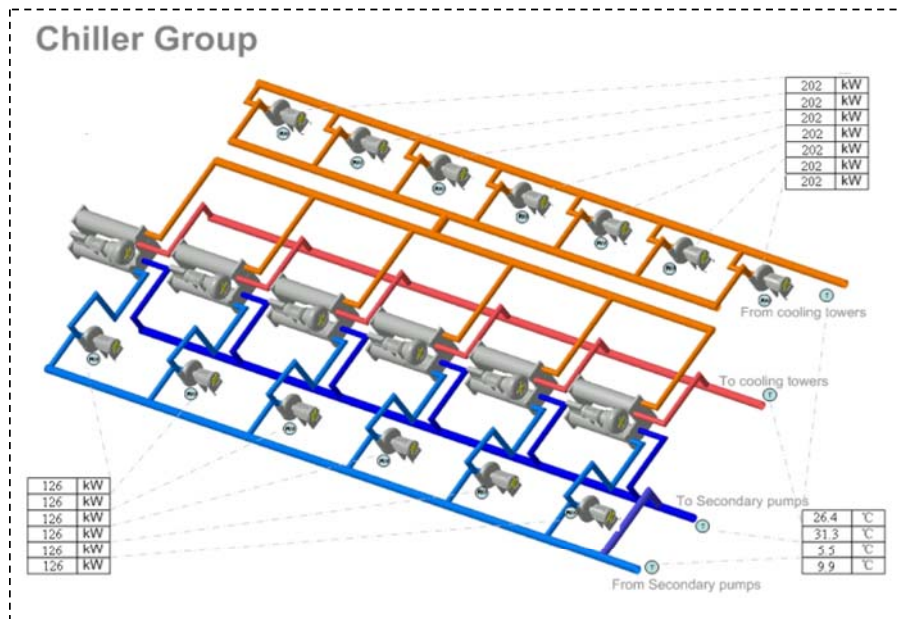 Chiller Group
202 kW
202 kW
202 kW
202 kW
202 kW
202 kW
202 kW
From cooling towers
To cooling towers
126 kW
126 kW
126 kW
126 kW
126 kW
126 kW
To Secondary pumps
26.4 ℃
31.3 ℃
5.5 ℃
9.9 ℃
T
T
T
T
From Secondary pumps